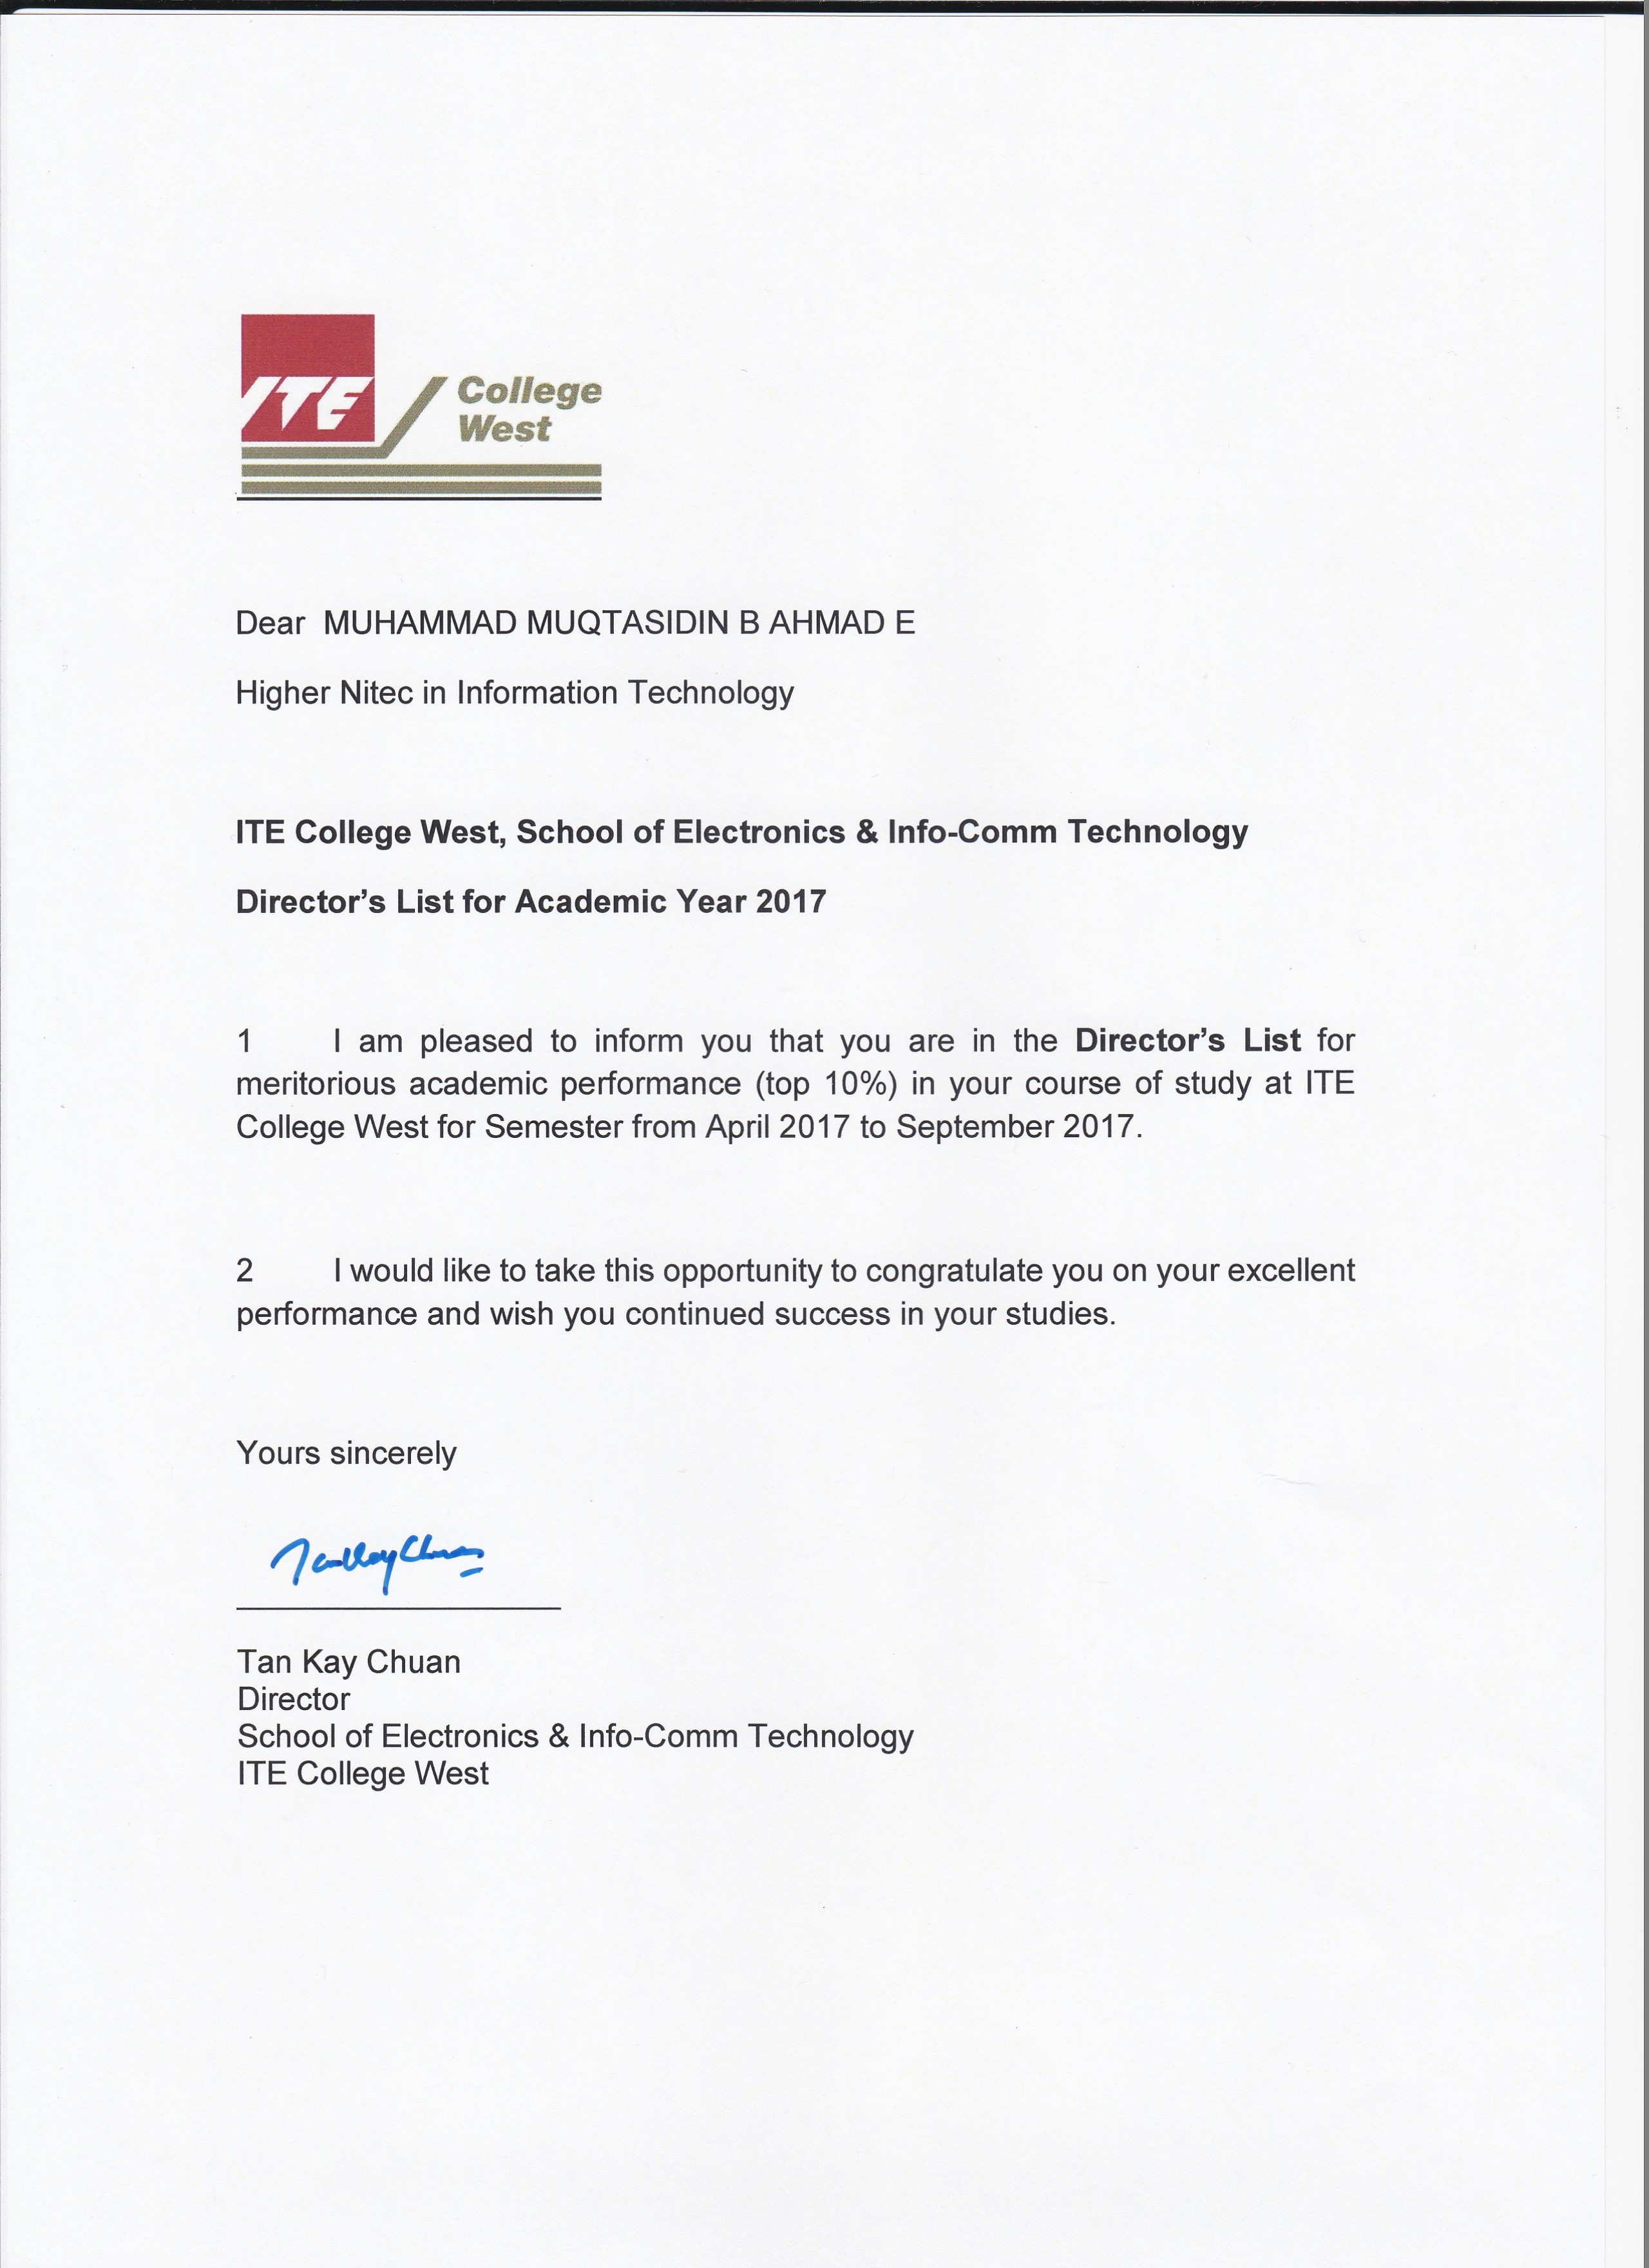 ITE College
West
Dear  MUHAMMAD MUQTASIDIN B AHMAD E
Higher Nitec in Information Technology
ITE College West, School of Electronics & Info-Comm Technology
Director’s List for Academic Year 2017
1 I am pleased to inform you that you are in the Director’s List for
meritorious academic performance (top 10%) in your course of study at ITE
College West for Semester from April 2017 to September 2017.
2 I would like to take this opportunity to congratulate you on your excellent
performance and wish you continued success in your studies.
Yours sincerely
Tan Kay Chuan
Tan Kay Chuan
Director
School of Electronics & Info-Comm Technology
ITE College West